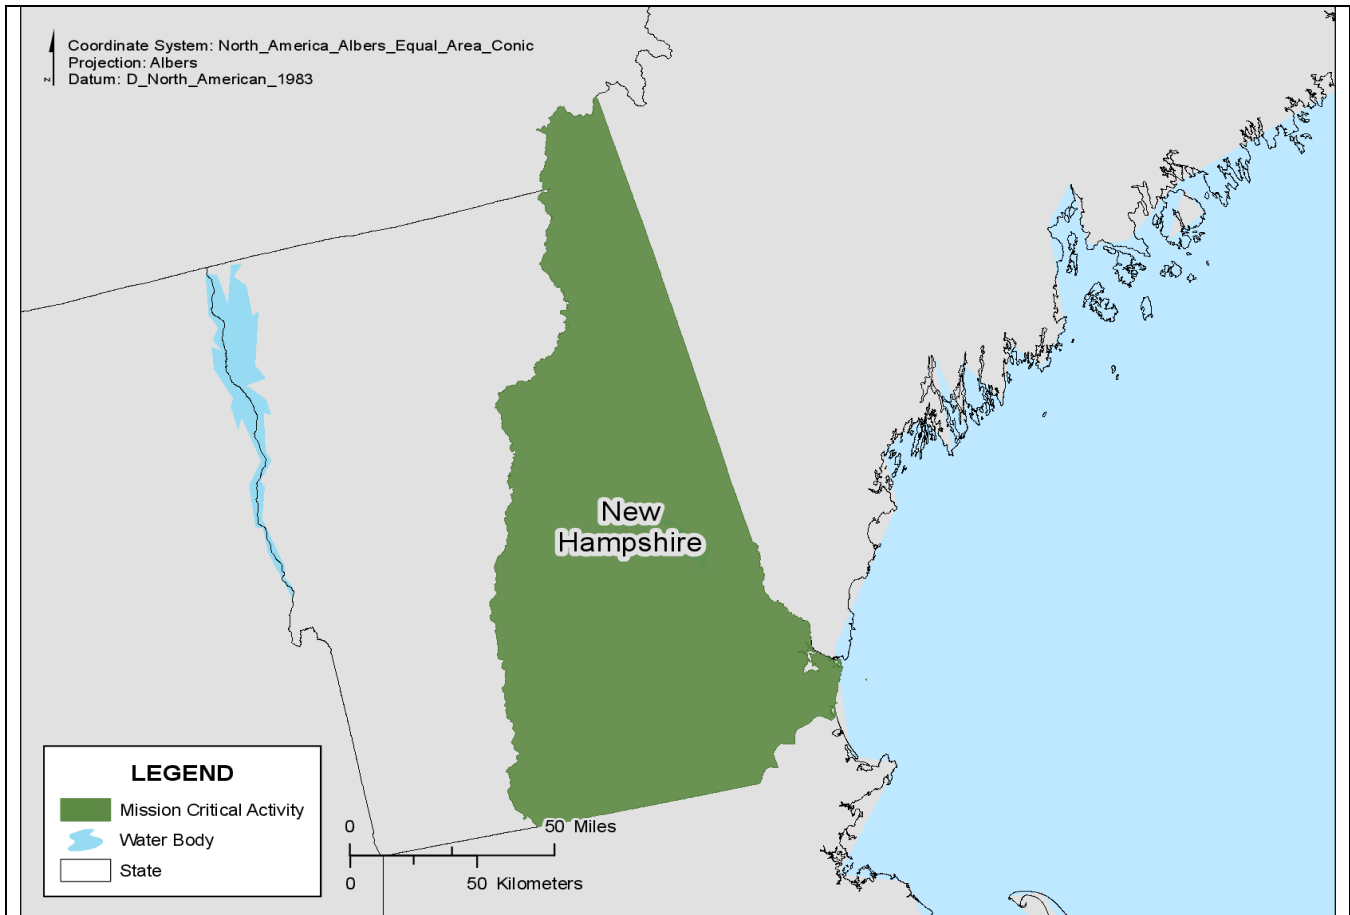 Coordinate System: North_America_Albers_Equal_Area_Conic
Projection: Albers
Datum: D_North_American_1983
z
New
Hampshire
LEGEND
Mission Critical Activity
Water Body
State
0 50 Miles
0 50 Kilometers